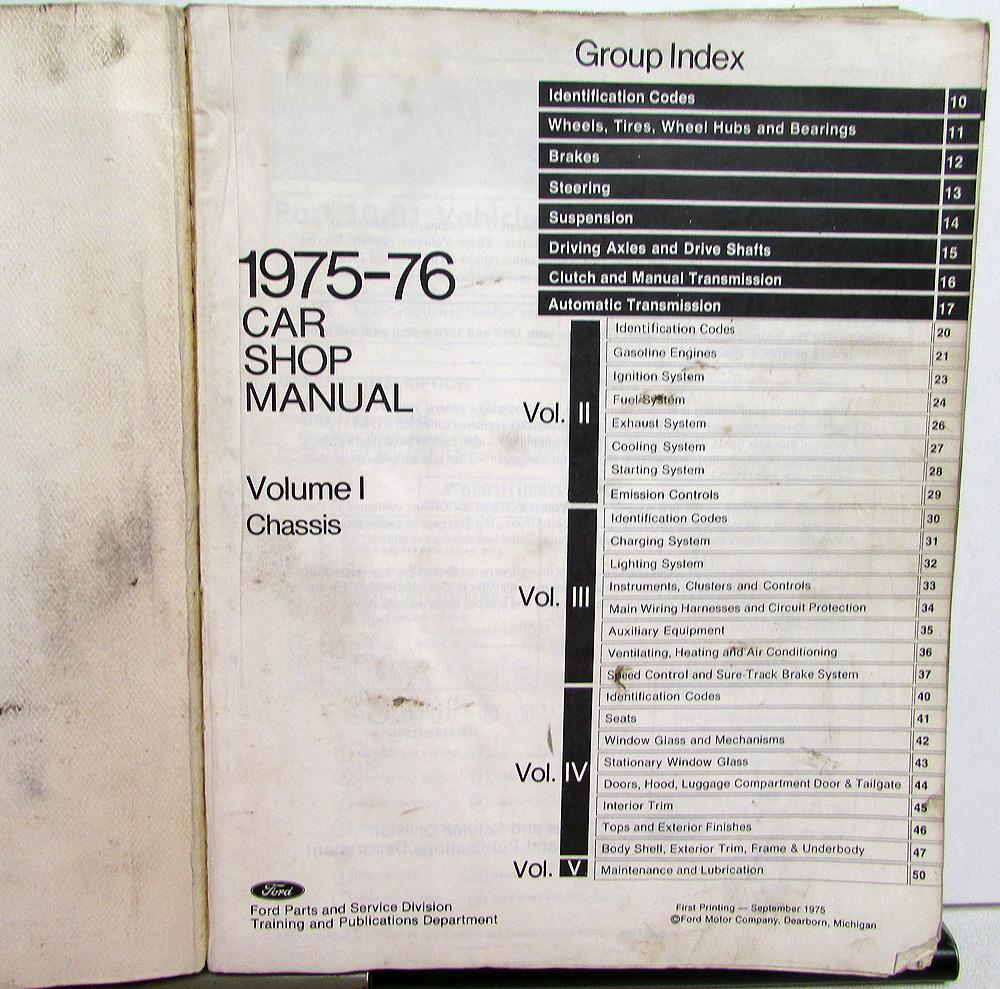 Group Index
Identification Codes 10
Wheels, Tires, Wheel Hubs and Bearings 11
Brakes 12
Steering 13
Suspension 14
Driving Axles and Drive Shafts 15
Clutch and Manual Transmission 16
Automatic Transmission 17
1975-76
CAR
SHOP
MANUAL
Volume I
Chassis
Vol. II
Identification Codes 20
Gasoline Engines 21
Ignition System 23
Fuel System 24
Exhaust System 26
Cooling System 27
Starting System 28
Emission Controls 29
Vol. III
Identification Codes 30
Charging System 31
Lighting System 32
Instruments, Clusters and Controls 33
Main Wiring Harnesses and Circuit Protection 34
Auxiliary Equipment 35
Ventilating, Heating and Air Conditioning 36
Speed Control and Sure-Track Brake System 37
Vol. IV
Identification Codes 40
Seats 41
Window Glass and Mechanisms 42
Stationary Window Glass 43
Doors, Hood, Luggage Compartment Door & Tailgate 44
Interior Trim 45
Tops and Exterior Finishes 46
Body Shell, Exterior Trim, Frame & Underbody 47
Vol. V
Maintenance and Lubrication 50
Ford
Ford Parts and Service Division
Training and Publications Department
First Printing — September 1975
©Ford Motor Company, Dearborn, Michigan